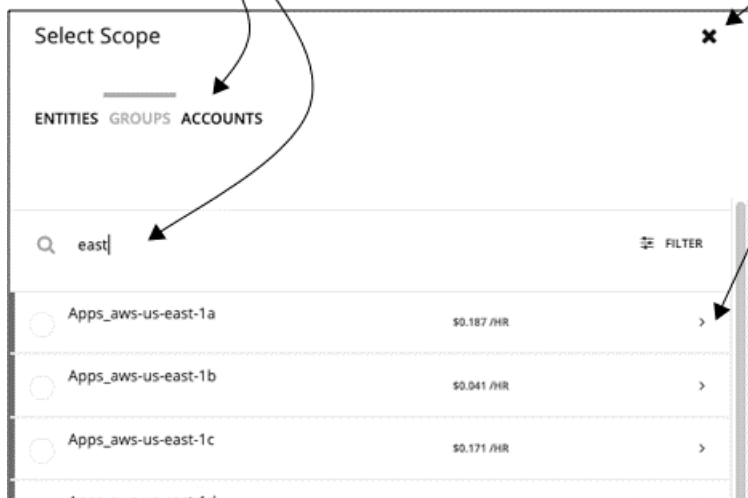 Select Scope
ENTITIES GROUPS ACCOUNTS
east
FILTER
Apps_aws-us-east-1a $0.187 /HR
Apps_aws-us-east-1b $0.041 /HR
Apps_aws-us-east-1c $0.171 /HR